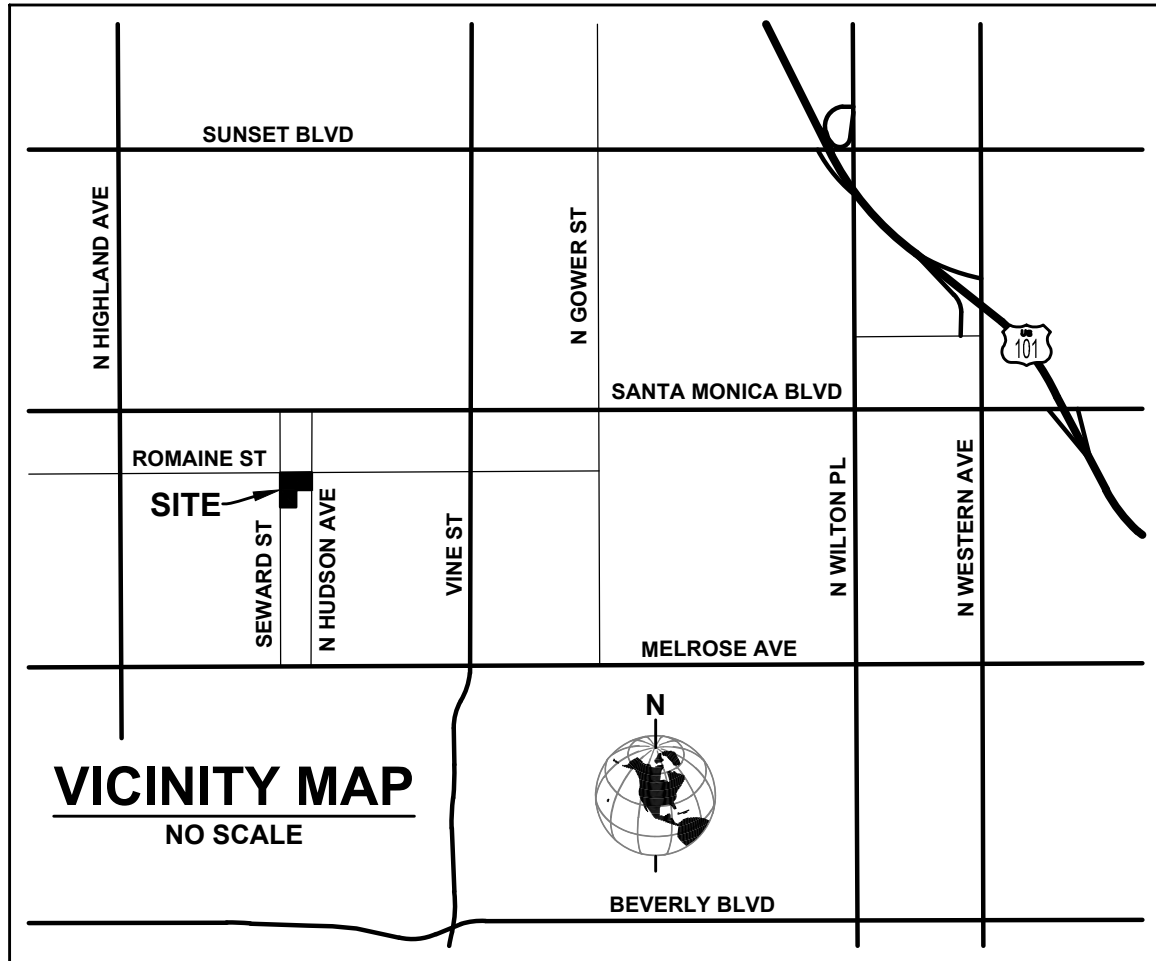 SUNSET BLVD
N HIGHLAND AVE
N GOWER ST
US
101
SANTA MONICA BLVD
ROMAINE ST
SITE
SEWARD ST
N HUDSON AVE
VINE ST
N WILTON PL
N WESTERN AVE
MELROSE AVE
N
VICINITY MAP
NO SCALE
BEVERLY BLVD